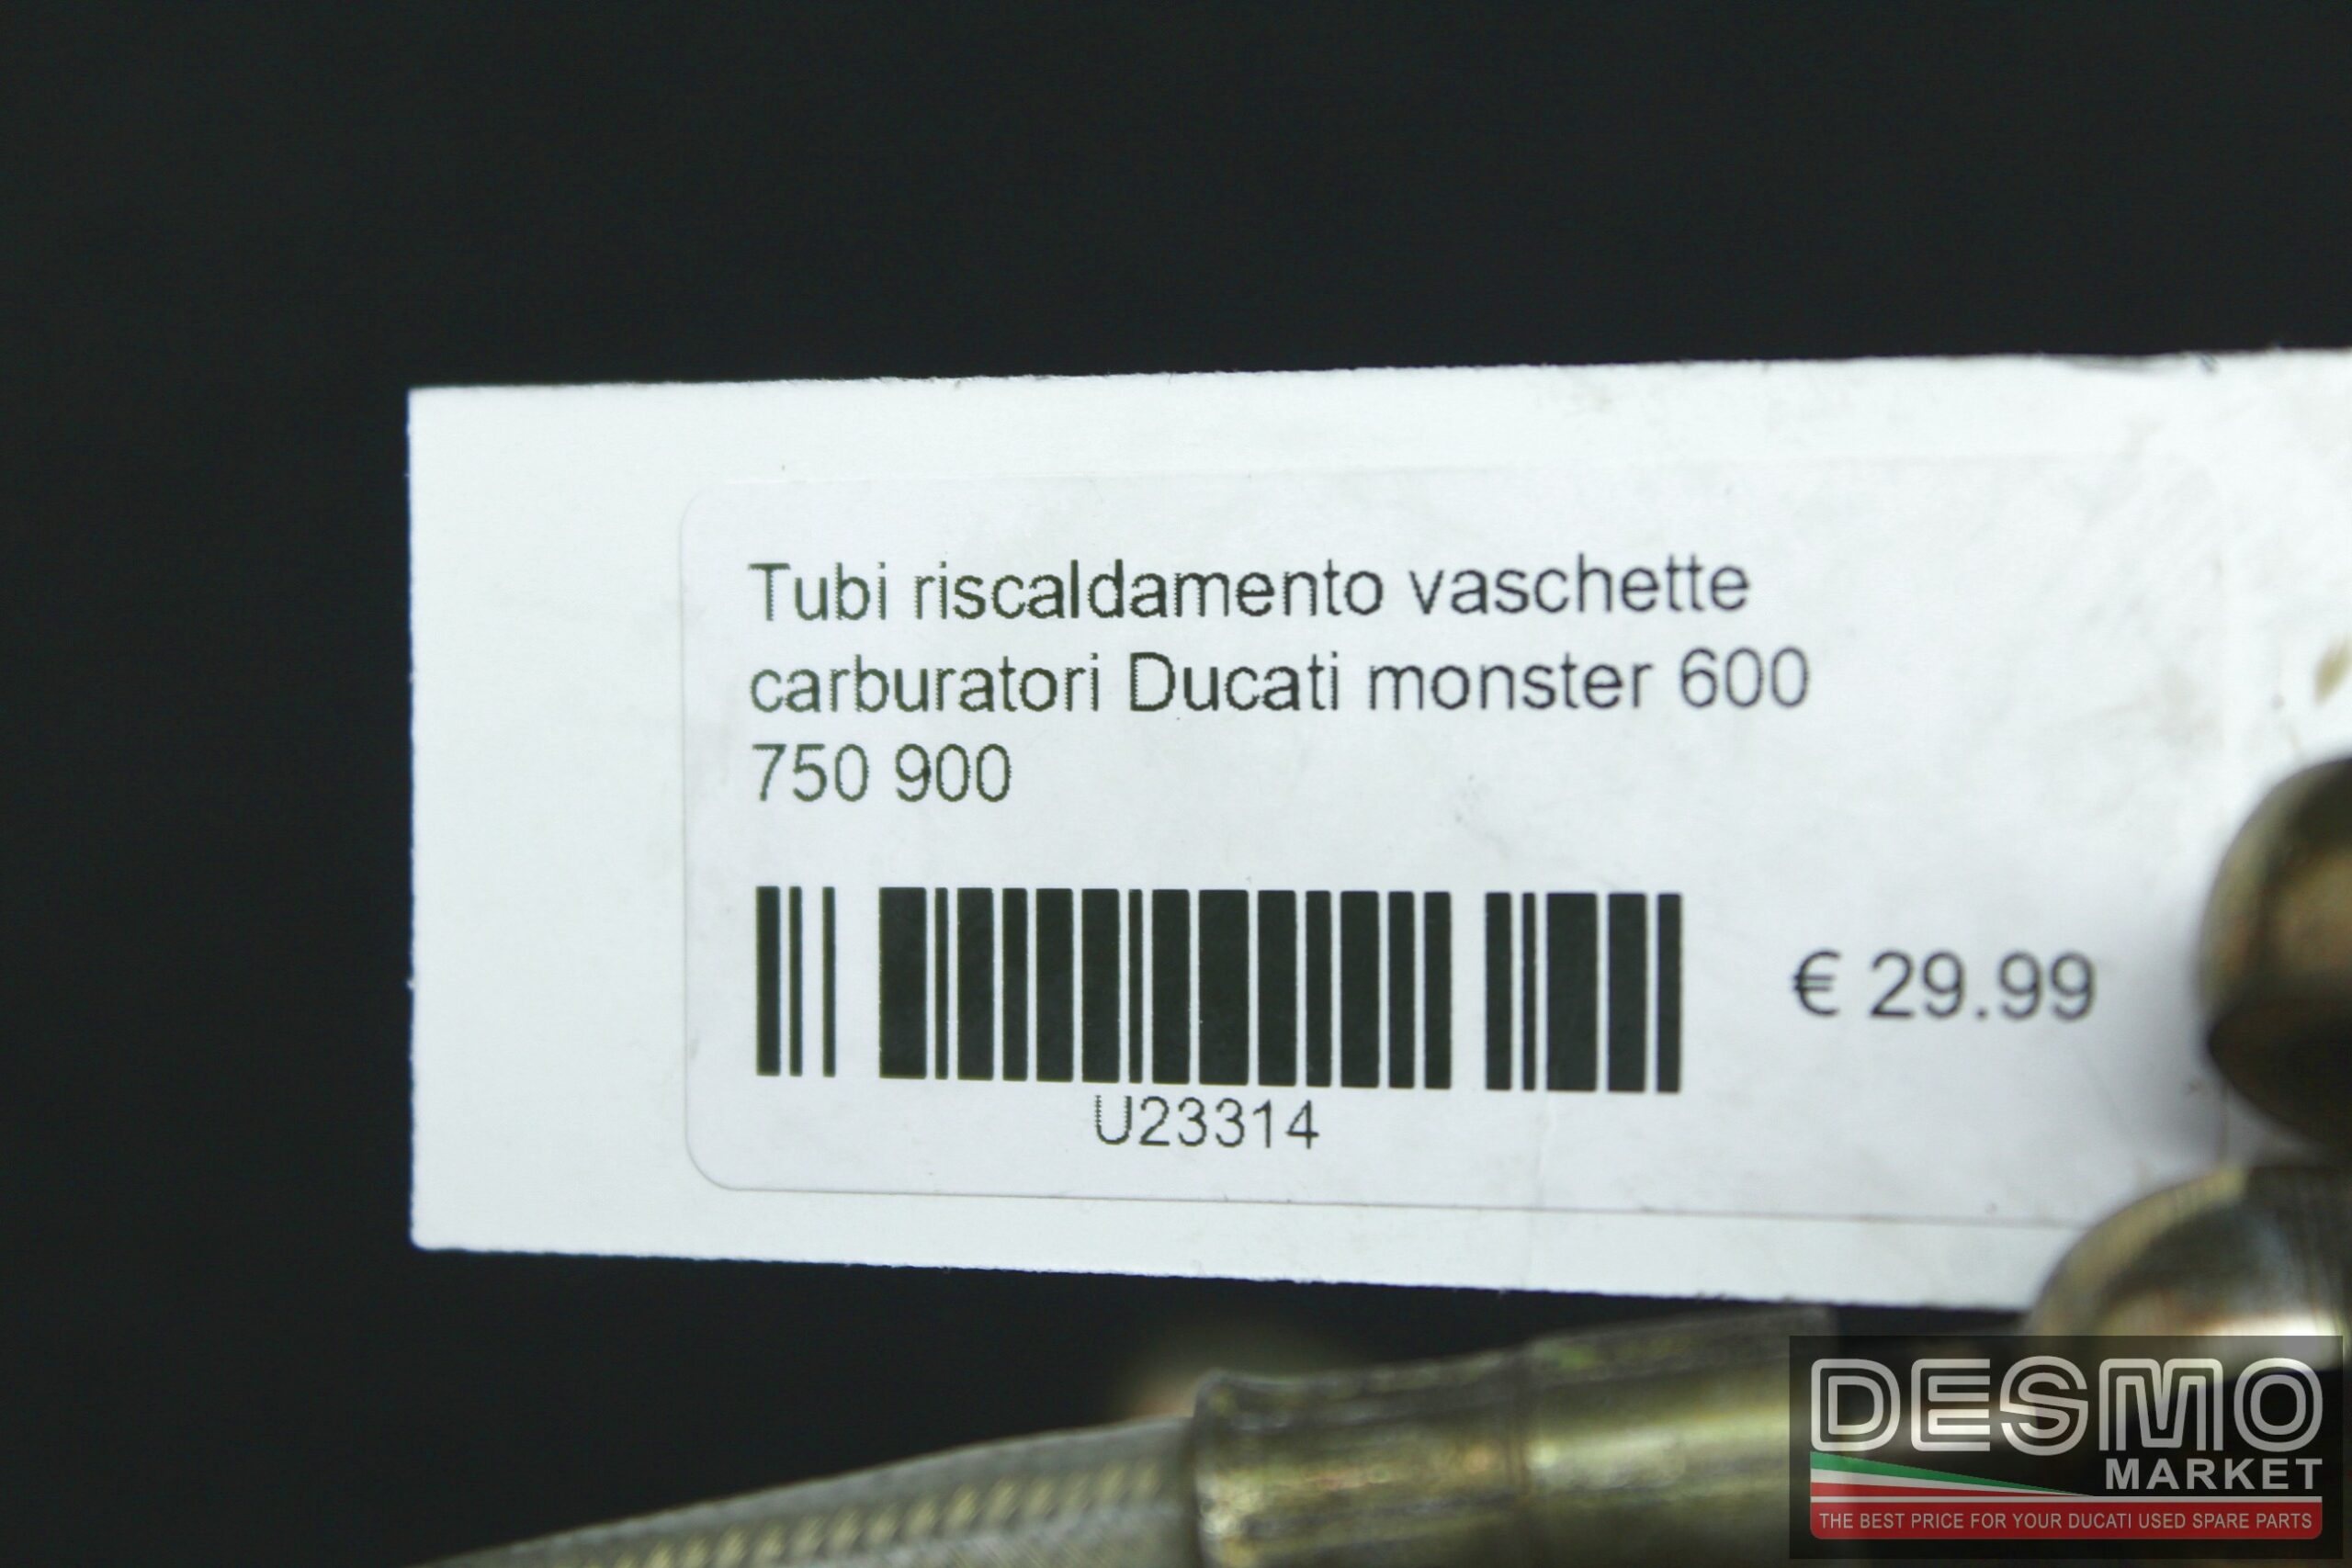 Tubi riscaldamento vaschette
carburatori Ducati monster 600
750 900
€ 29.99
U23314
DESMO
MARKET
THE BEST PRICE FOR YOUR DUCATI USED SPARE PARTS